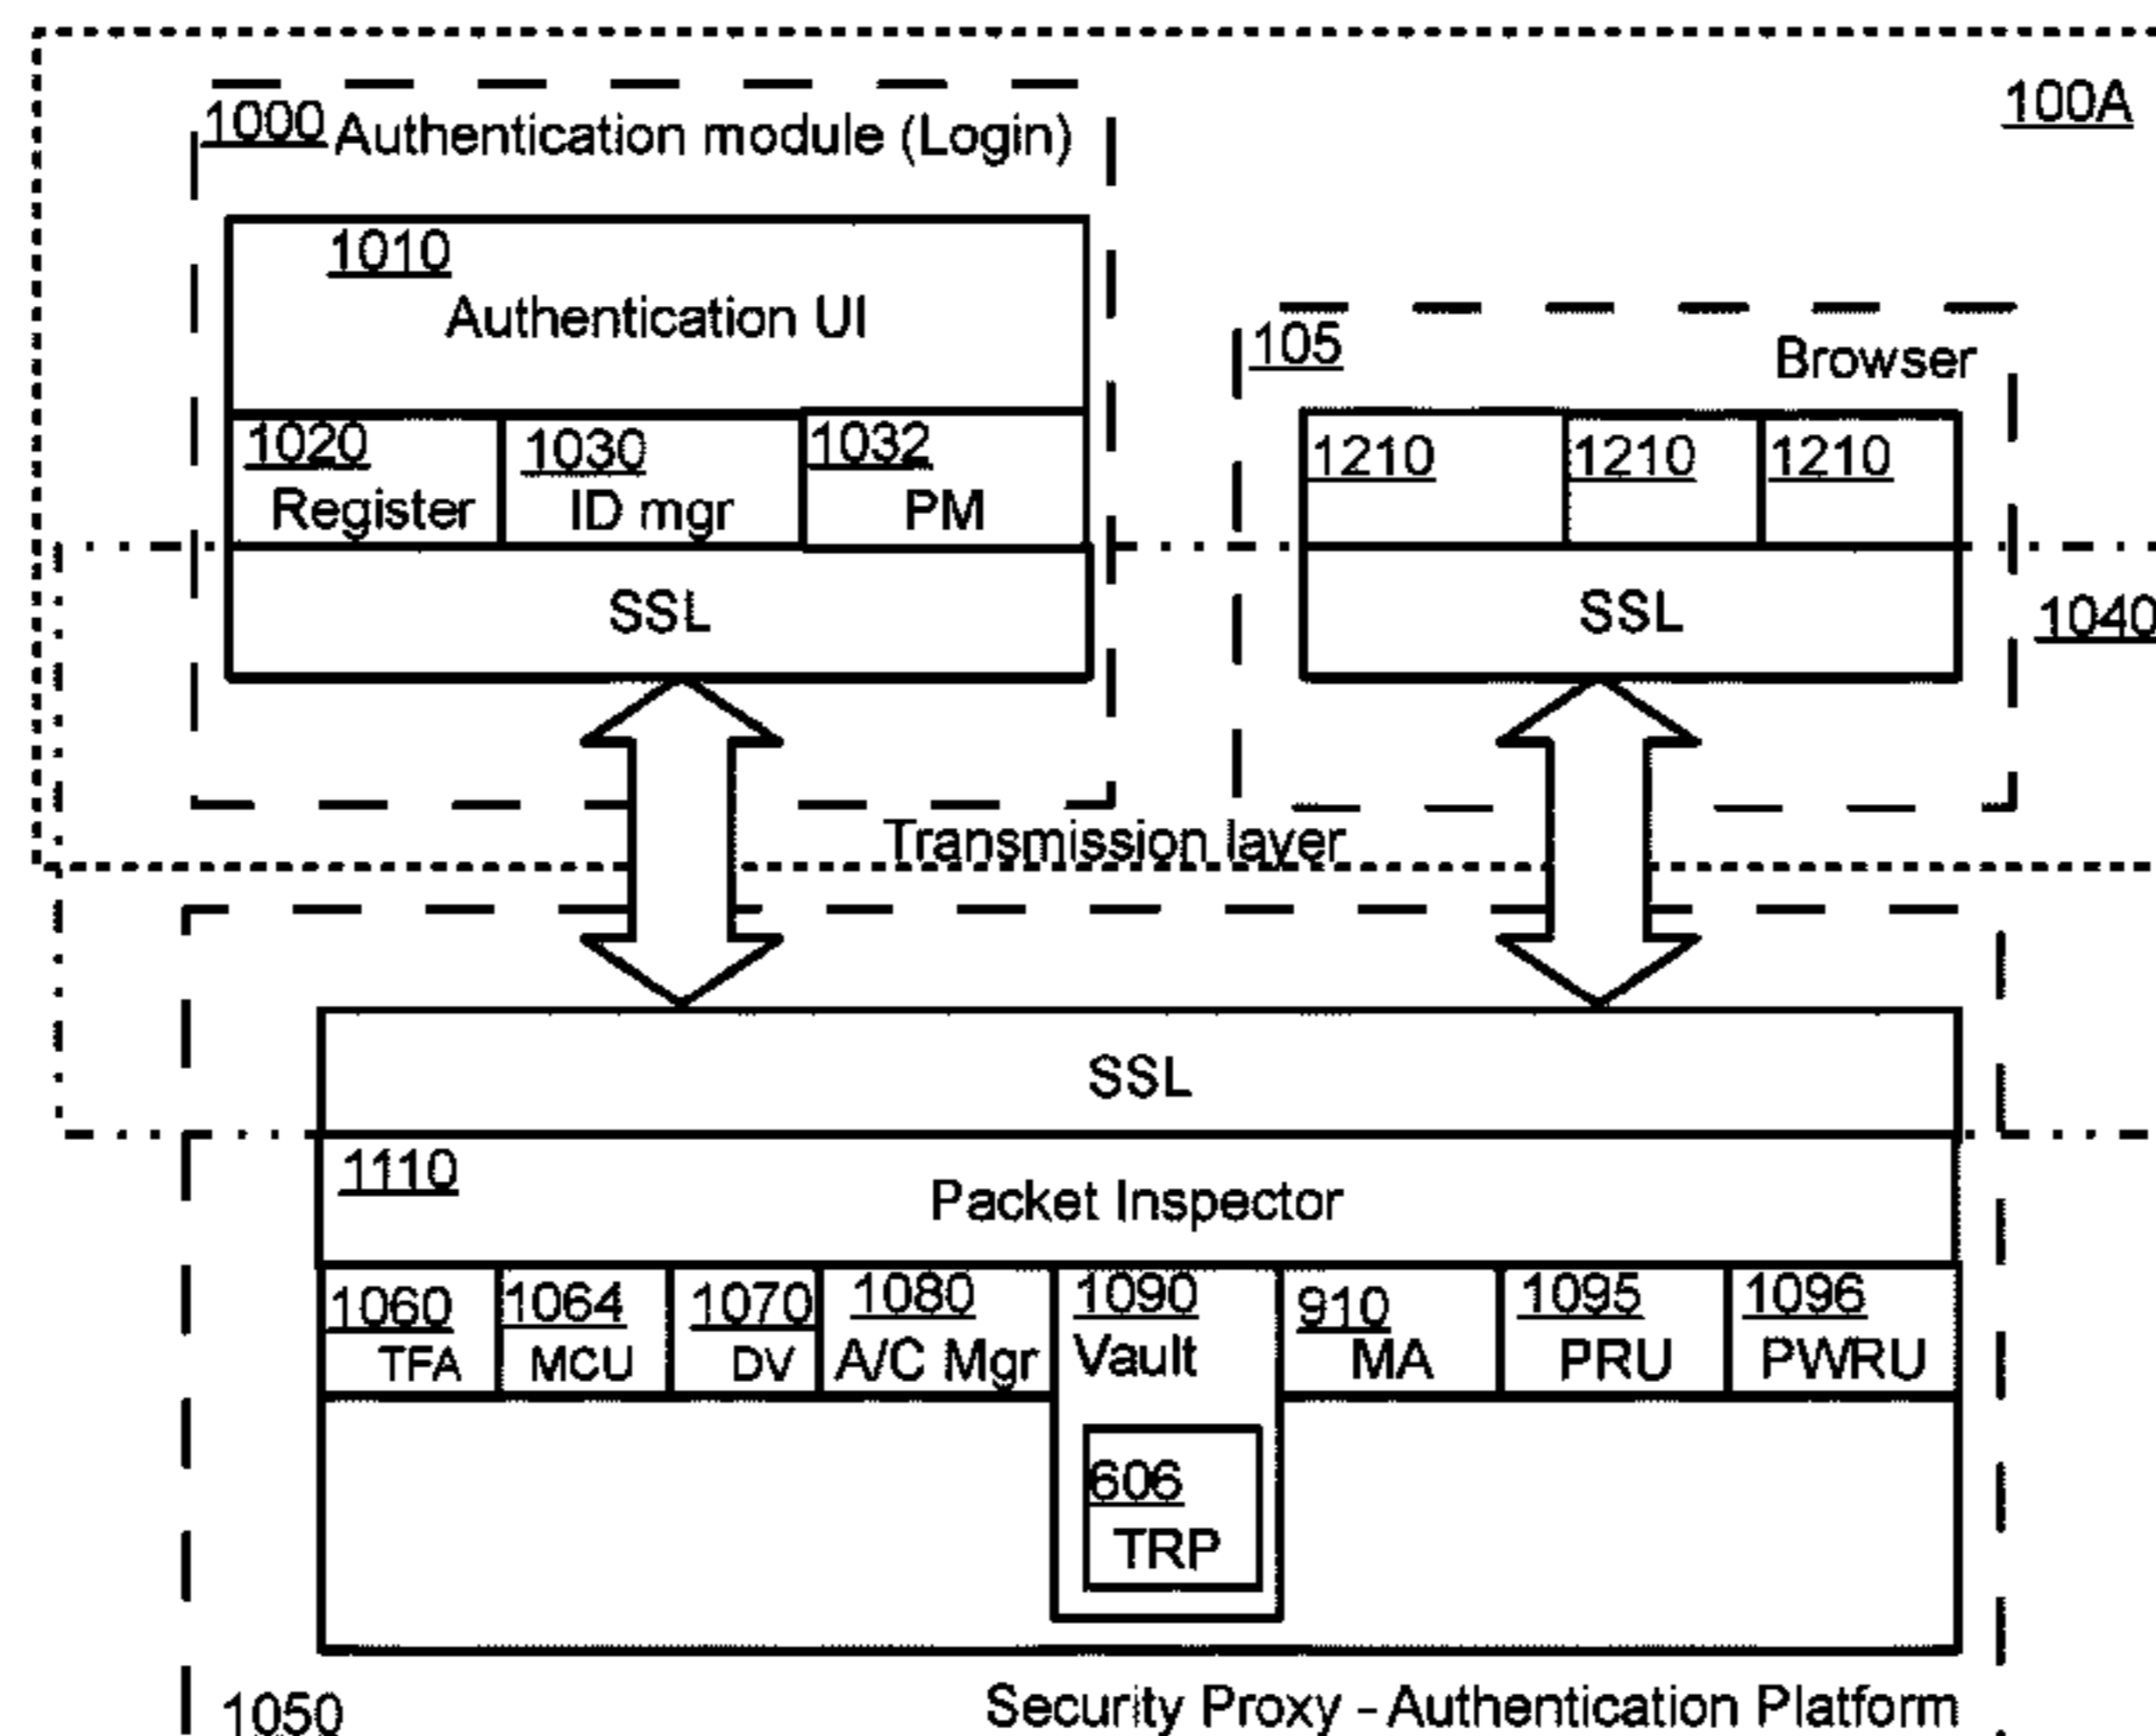 100A
1000 Authentication module (Login)
1010
Authentication UI
105
Browser
1020
Register
1030
ID mgr
1032
PM
1210
1210
1210
SSL
SSL
1040
Transmission layer
SSL
1110
Packet Inspector
1060
TFA
1064
MCU
1070
DV
1080
A/C Mgr
1090
Vault
910
MA
1095
PRU
1096
PWRU
606
TRP
1050
Security Proxy - Authentication Platform